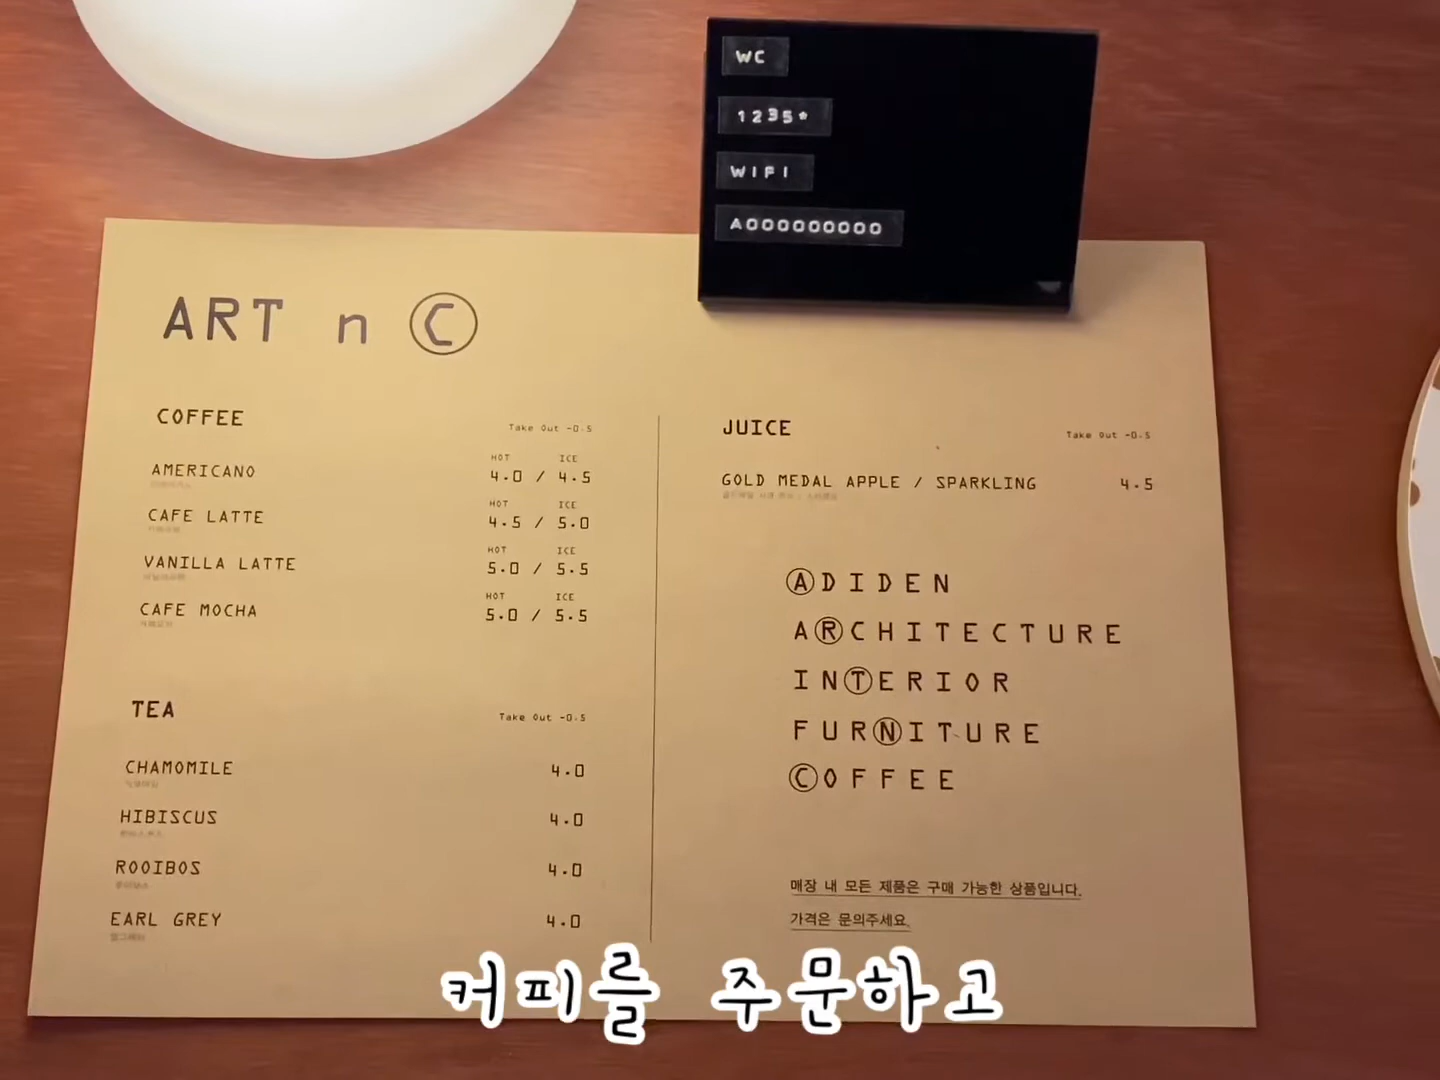 WC
1235*
WIFI
A000000000
ART n C
COFFEE
Take Out -0.5
HOT ICE
AMERICANO 4.0 / 4.5
HOT ICE
CAFE LATTE 4.5 / 5.0
HOT ICE
VANILLA LATTE 5.0 / 5.5
HOT ICE
CAFE MOCHA 5.0 / 5.5
TEA
Take Out -0.5
CHAMOMILE 4.0
HIBISCUS 4.0
ROOIBOS 4.0
EARL GREY 4.0
JUICE
Take Out -0.5
GOLD MEDAL APPLE / SPARKLING 4.5
ADIDEN
ARCHITECTURE
INTERIOR
FURNITURE
COFFEE
매장 내 모든 제품은 구매 가능한 상품입니다.
가격은 문의주세요.
커피를 주문하고